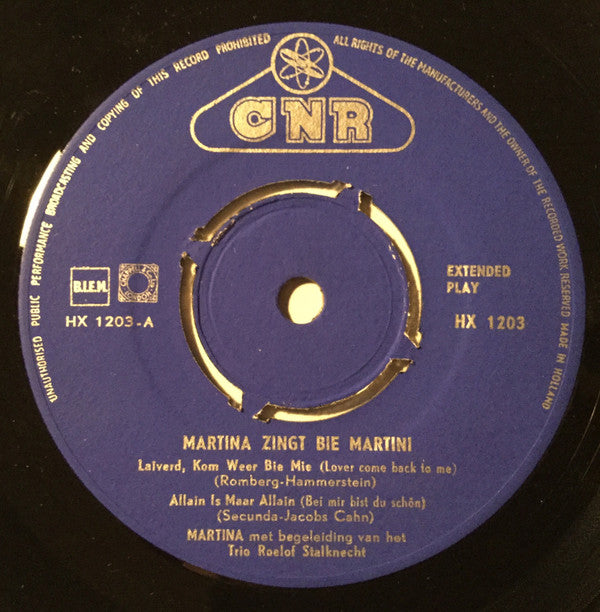 UNAUTHORISED PUBLIC PERFORMANCE BROADCASTING AND COPYING OF THIS RECORD PROHIBITED
ALL RIGHTS OF THE MANUFACTURERS AND THE OWNER OF THE RECORDED WORK RESERVED MADE IN HOLLAND
CNR
B.I.E.M.
HX 1203-A
EXTENDED
PLAY
HX 1203
MARTINA ZINGT BIE MARTINI
Laiverd, Kom Weer Bie Mie (Lover come back to me)
(Romberg-Hammerstein)
Allain Is Maar Allain (Bei mir bist du schön)
(Secunda-Jacobs Cahn)
MARTINA met begeleiding van het
Trio Roelof Stalknecht